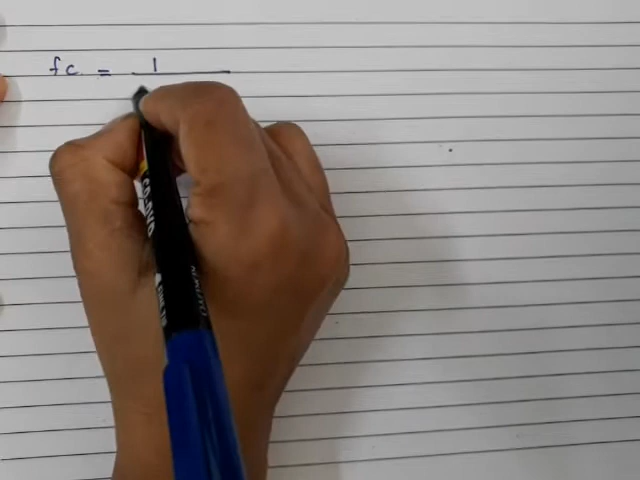 fc = 1